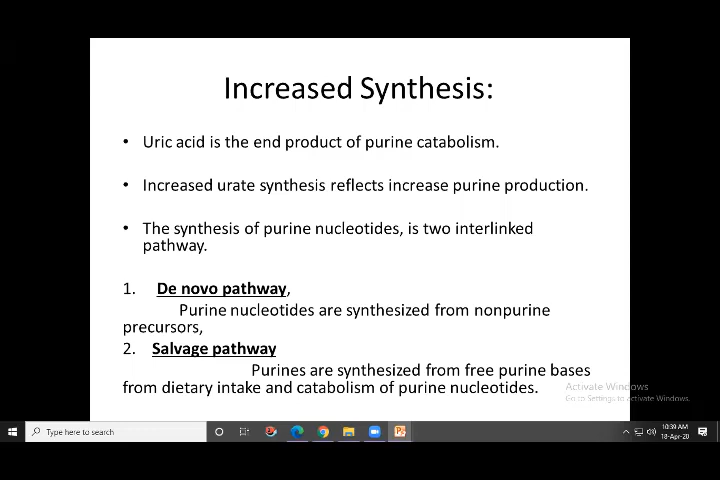 Increased Synthesis:
• Uric acid is the end product of purine catabolism.
• Increased urate synthesis reflects increase purine production.
• The synthesis of purine nucleotides, is two interlinked
pathway.
1. De novo pathway,
Purine nucleotides are synthesized from nonpurine
precursors,
2. Salvage pathway
Purines are synthesized from free purine bases
from dietary intake and catabolism of purine nucleotides.
Activate Windows
Go to Settings to activate Windows.
Type here to search
10:39 AM
18-Apr-20